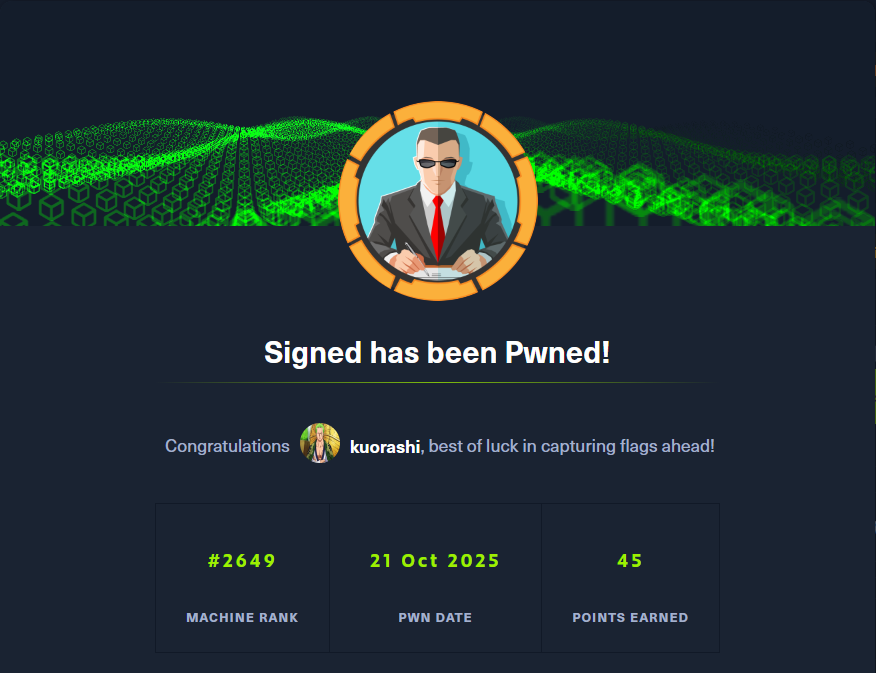 Signed has been Pwned!
Congratulations kuorashi, best of luck in capturing flags ahead!
#2649 21 Oct 2025 45
MACHINE RANK PWN DATE POINTS EARNED